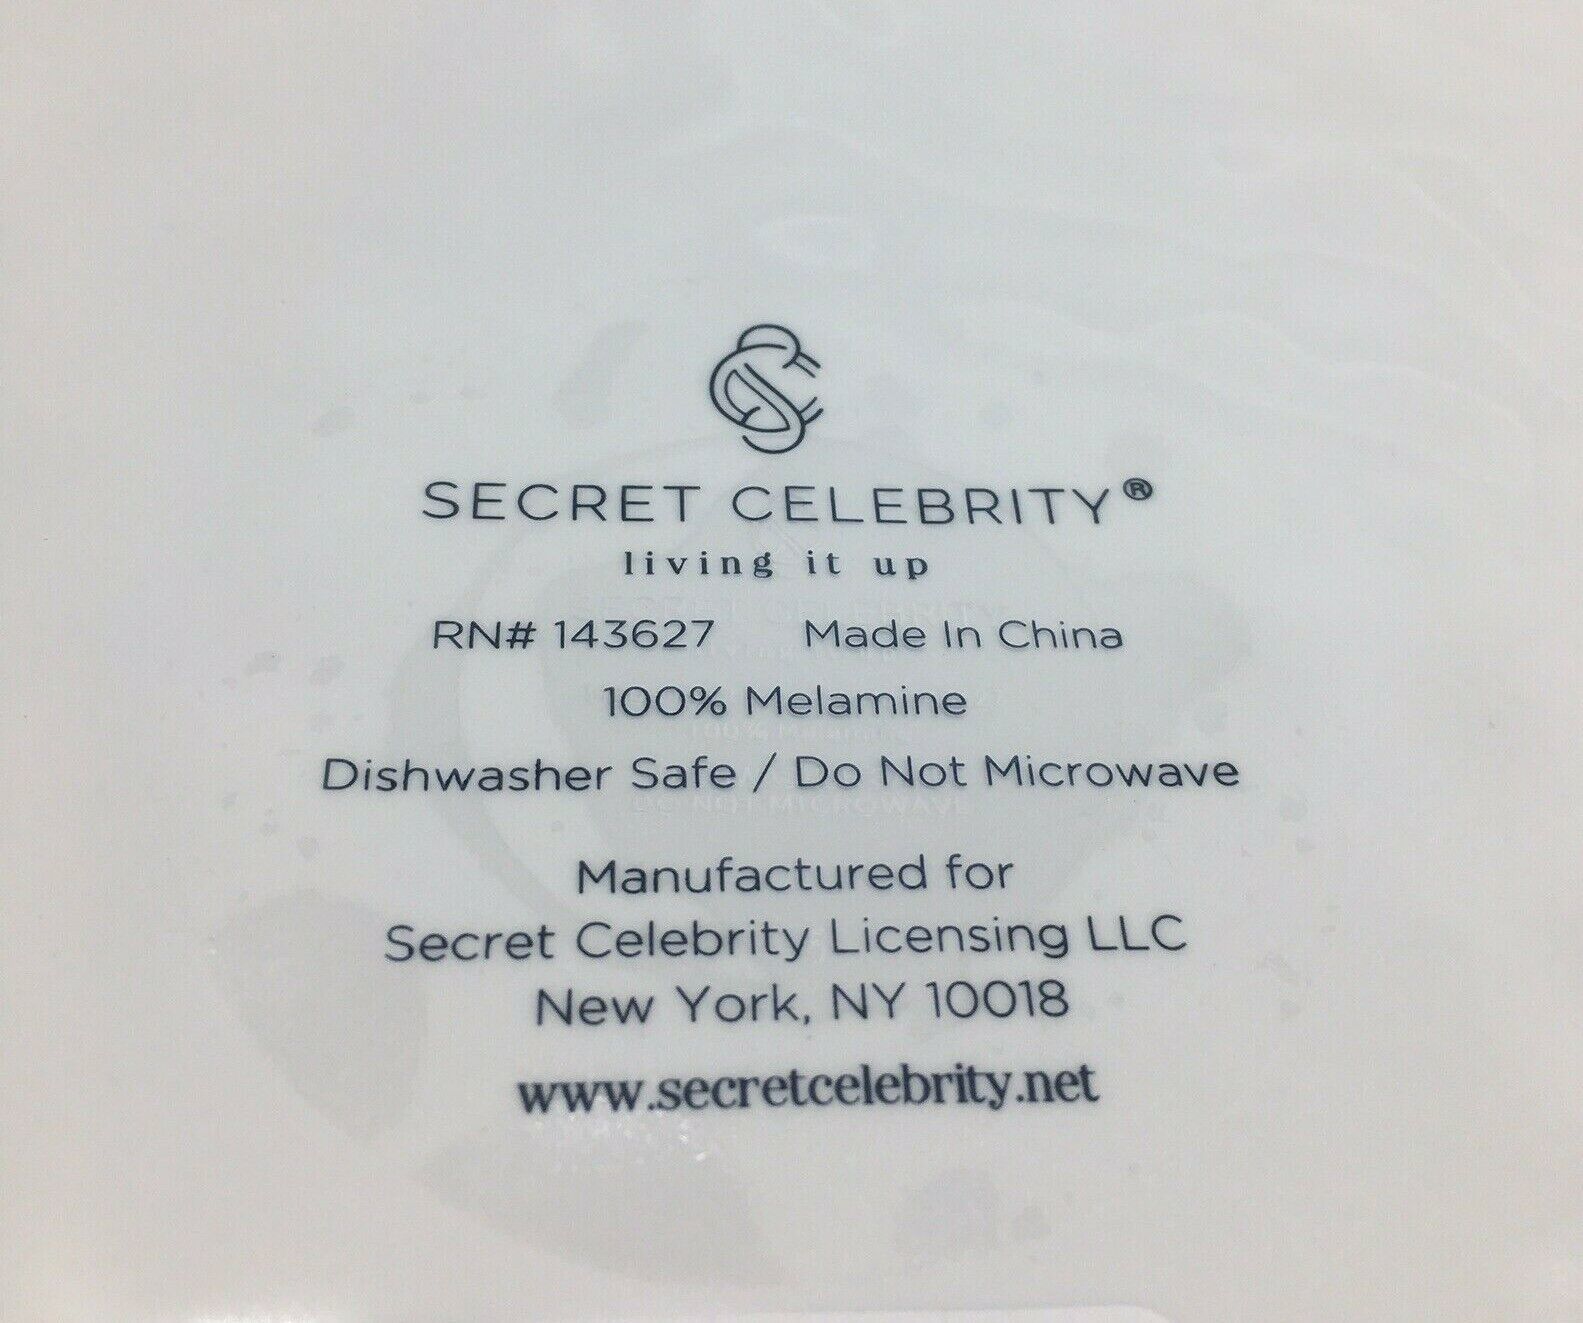 SECRET CELEBRITY®
living it up
RN# 143627 Made In China
100% Melamine
Dishwasher Safe / Do Not Microwave
Manufactured for
Secret Celebrity Licensing LLC
New York, NY 10018
www.secretcelebrity.net